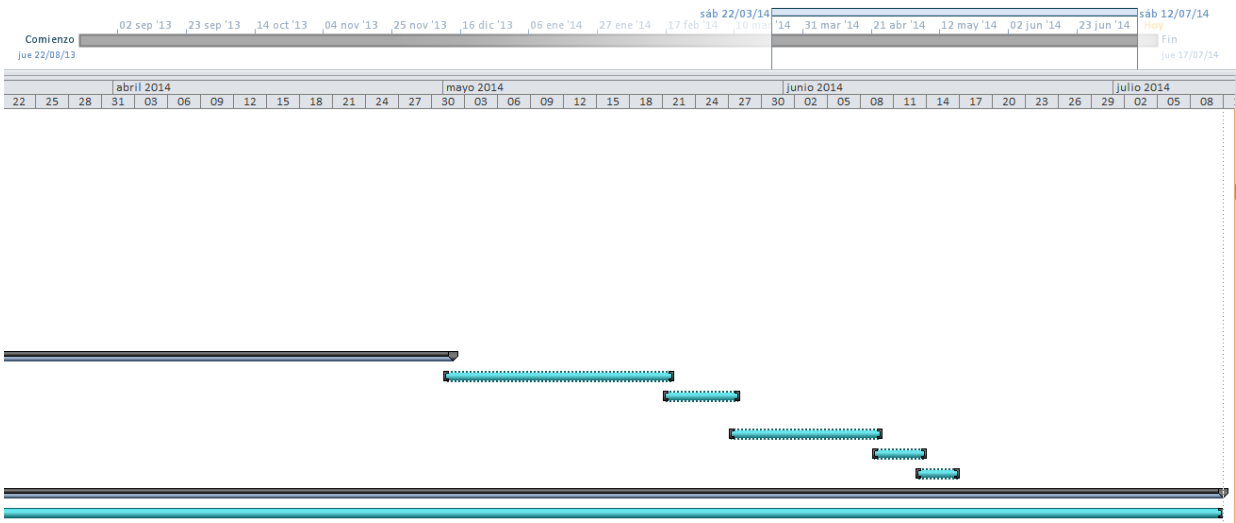 sáb 22/03/14 sáb 12/07/14
02 sep '13 23 sep '13 14 oct '13 04 nov '13 25 nov '13 16 dic '13 06 ene '14 27 ene '14 17 feb '14 10 mar '14 31 mar '14 21 abr '14 12 may '14 02 jun '14 23 jun '14 Hoy
Comienzo Fin
jue 22/08/13 jue 17/07/14
abril 2014 mayo 2014 junio 2014 julio 2014
22 25 28 31 03 06 09 12 15 18 21 24 27 30 03 06 09 12 15 18 21 24 27 30 02 05 08 11 14 17 20 23 26 29 02 05 08